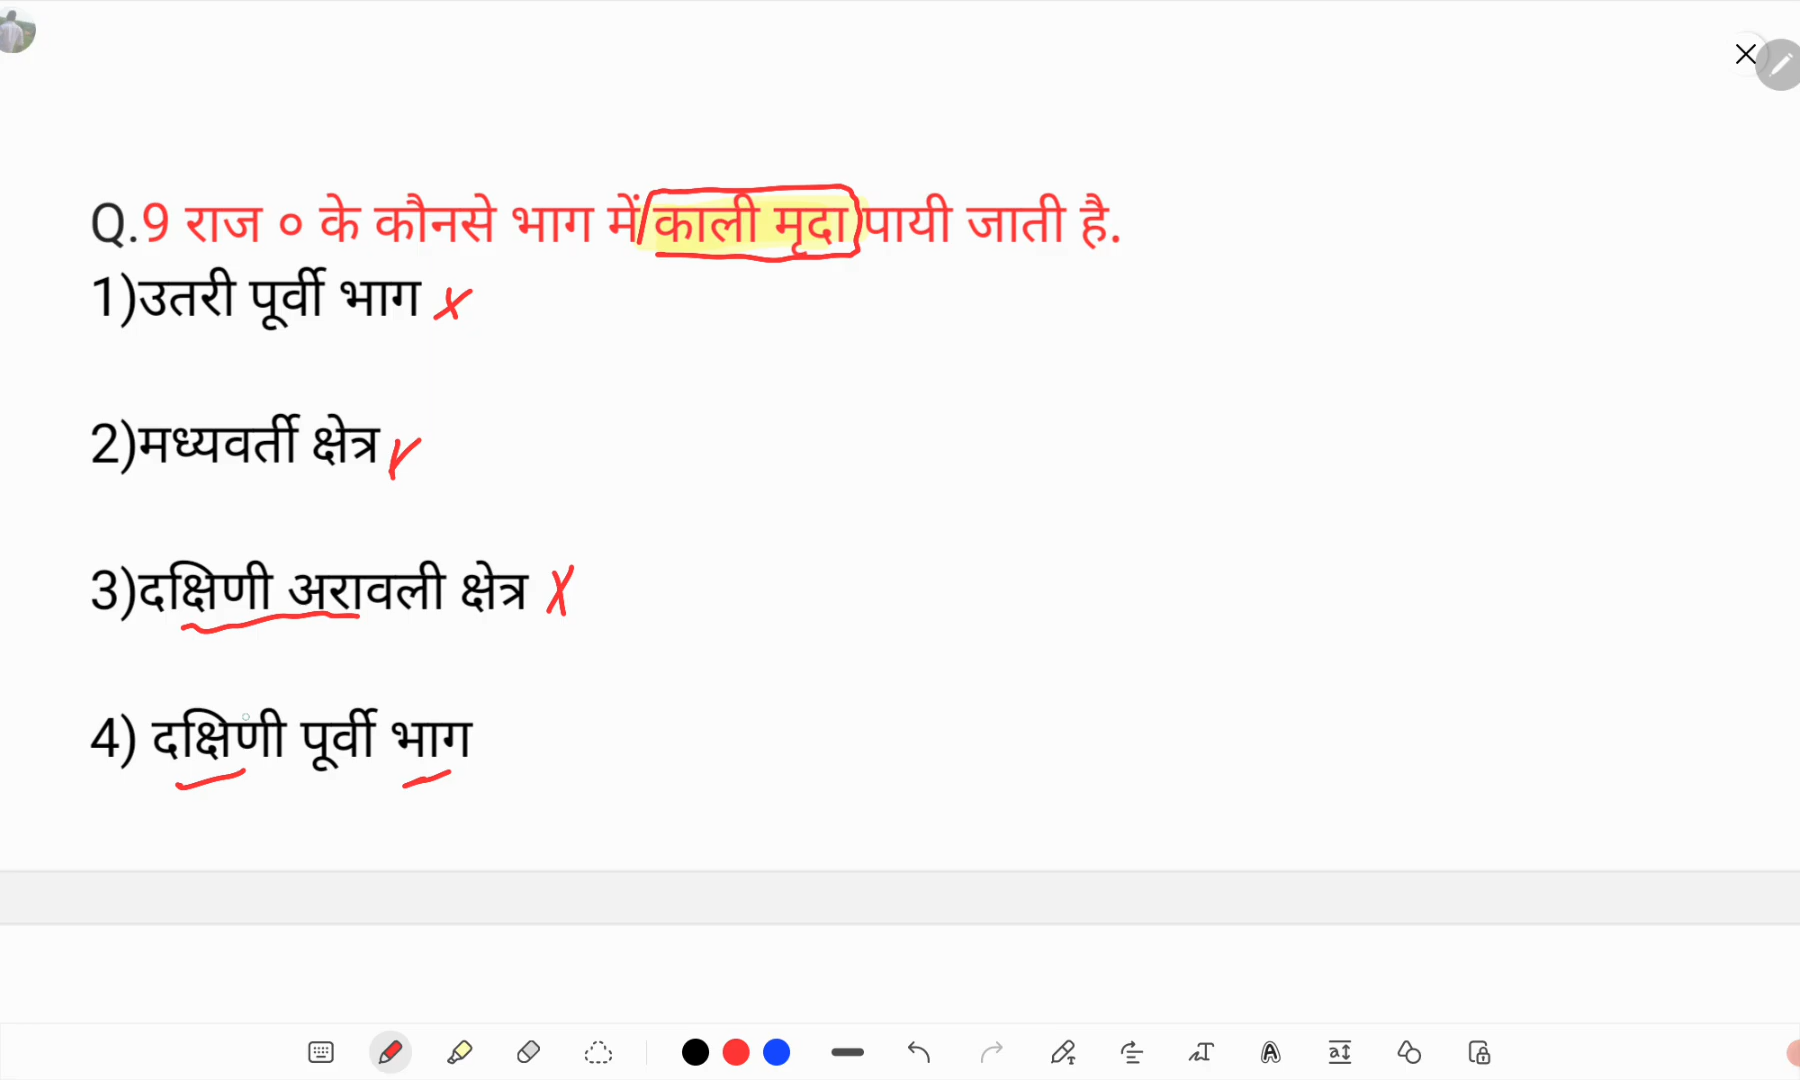 Q.9 राज ० के कौनसे भाग में काली मृदा पायी जाती है.
1)उतरी पूर्वी भाग
2)मध्यवर्ती क्षेत्र
3)दक्षिणी अरावली क्षेत्र
4) दक्षिणी पूर्वी भाग